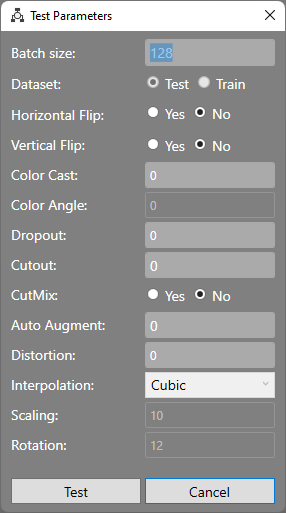 Test Parameters
Batch size: 128
Dataset: Test Train
Horizontal Flip: Yes No
Vertical Flip: Yes No
Color Cast: 0
Color Angle: 0
Dropout: 0
Cutout: 0
CutMix: Yes No
Auto Augment: 0
Distortion: 0
Interpolation: Cubic
Scaling: 10
Rotation: 12
Test Cancel